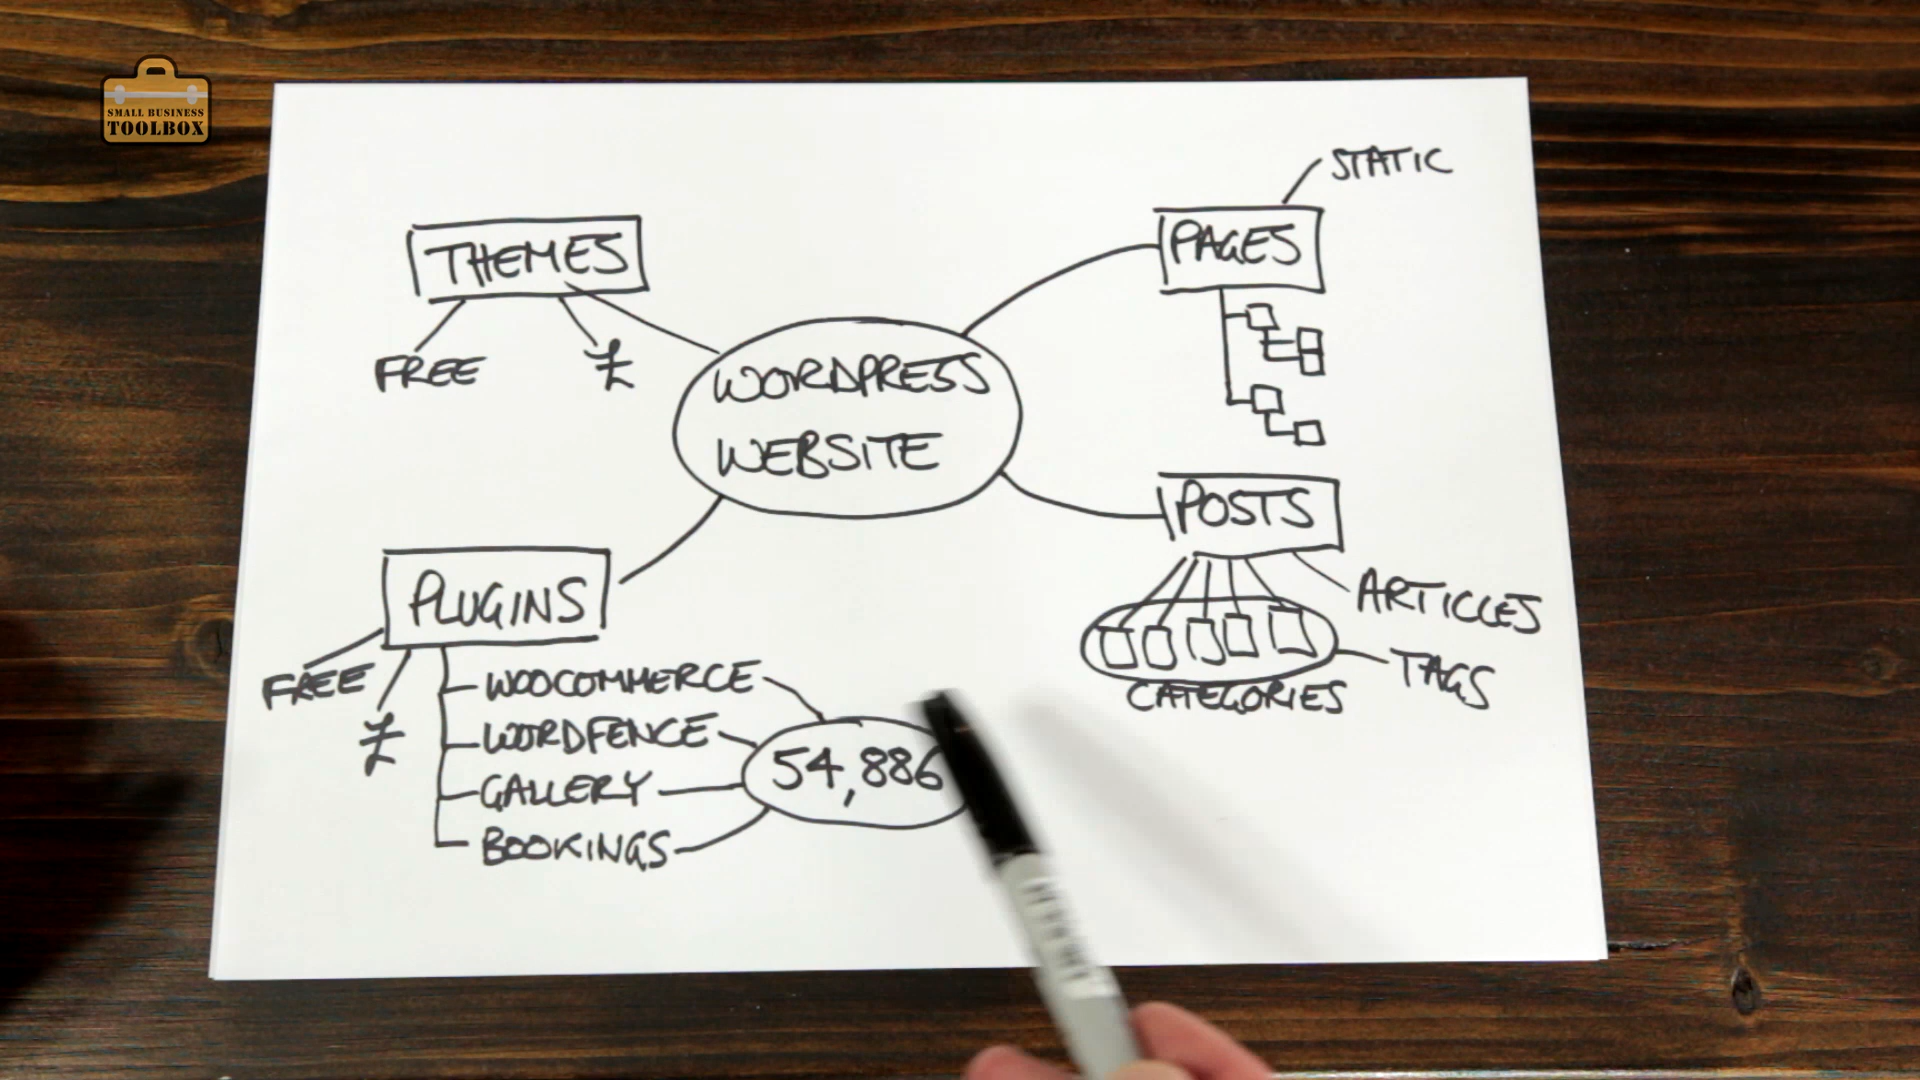 SMALL BUSINESS
TOOLBOX
THEMES
FREE
£
WORDPRESS
WEBSITE
STATIC
PAGES
POSTS
ARTICLES
TAGS
CATEGORIES
PLUGINS
FREE
£
WOOCOMMERCE
WORDFENCE
GALLERY
BOOKINGS
54,886